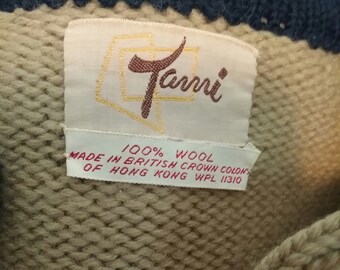 Tami
100% WOOL
MADE IN BRITISH CROWN COLONY
OF HONG KONG WPL 11310